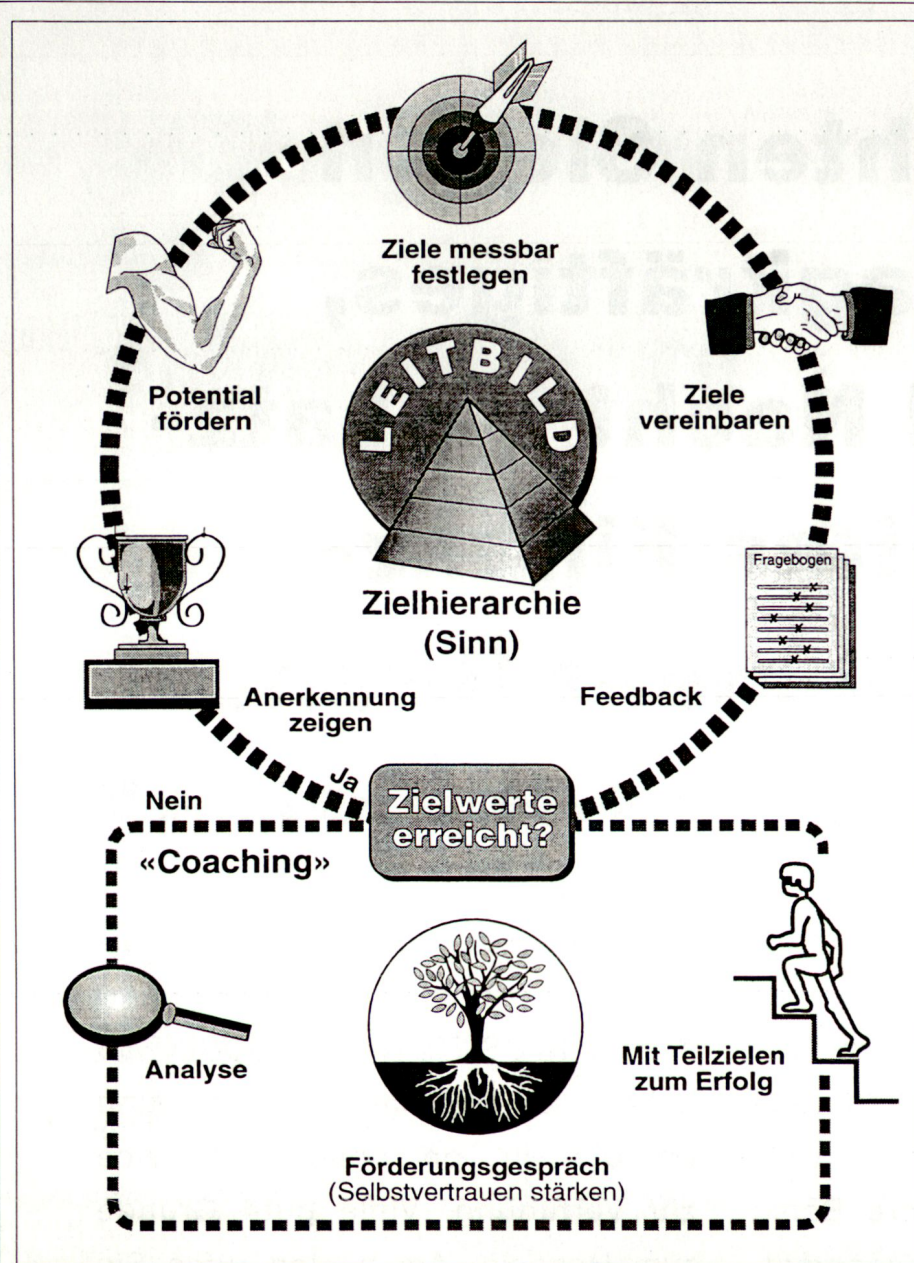 Ziele messbar
festlegen
Potential
fördern
LEITBILD
Ziele
vereinbaren
Zielhierarchie
(Sinn)
Fragebogen
Anerkennung
zeigen
Feedback
Ja
Zielwerte
erreicht?
Nein
«Coaching»
Analyse
Mit Teilzielen
zum Erfolg
Förderungsgespräch
(Selbstvertrauen stärken)